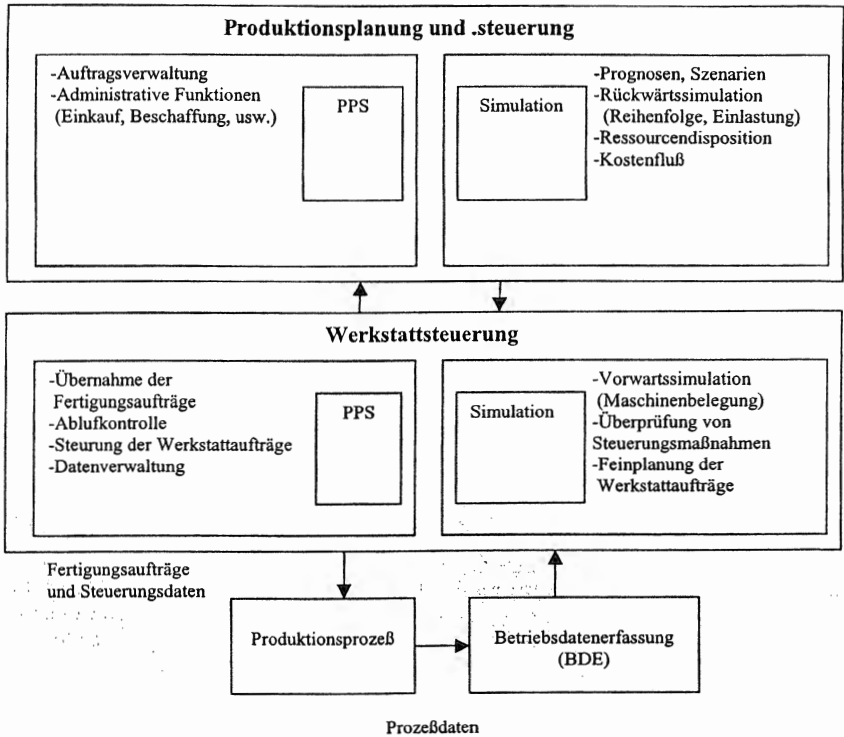 Produktionsplanung und .steuerung
-Auftragsverwaltung
-Administrative Funktionen
(Einkauf, Beschaffung, usw.)
PPS
Simulation
-Prognosen, Szenarien
-Rückwärtssimulation
(Reihenfolge, Einlastung)
-Ressourcendisposition
-Kostenfluß
Werkstattsteuerung
-Übernahme der
Fertigungsaufträge
-Ablufkontrolle
-Steurung der Werkstattaufträge
-Datenverwaltung
PPS
Simulation
-Vorwartssimulation
(Maschinenbelegung)
-Überprüfung von
Steuerungsmaßnahmen
-Feinplanung der
Werkstattaufträge
Fertigungsaufträge
und Steuerungsdaten
Produktionsprozeß
Betriebsdatenerfassung
(BDE)
Prozeßdaten